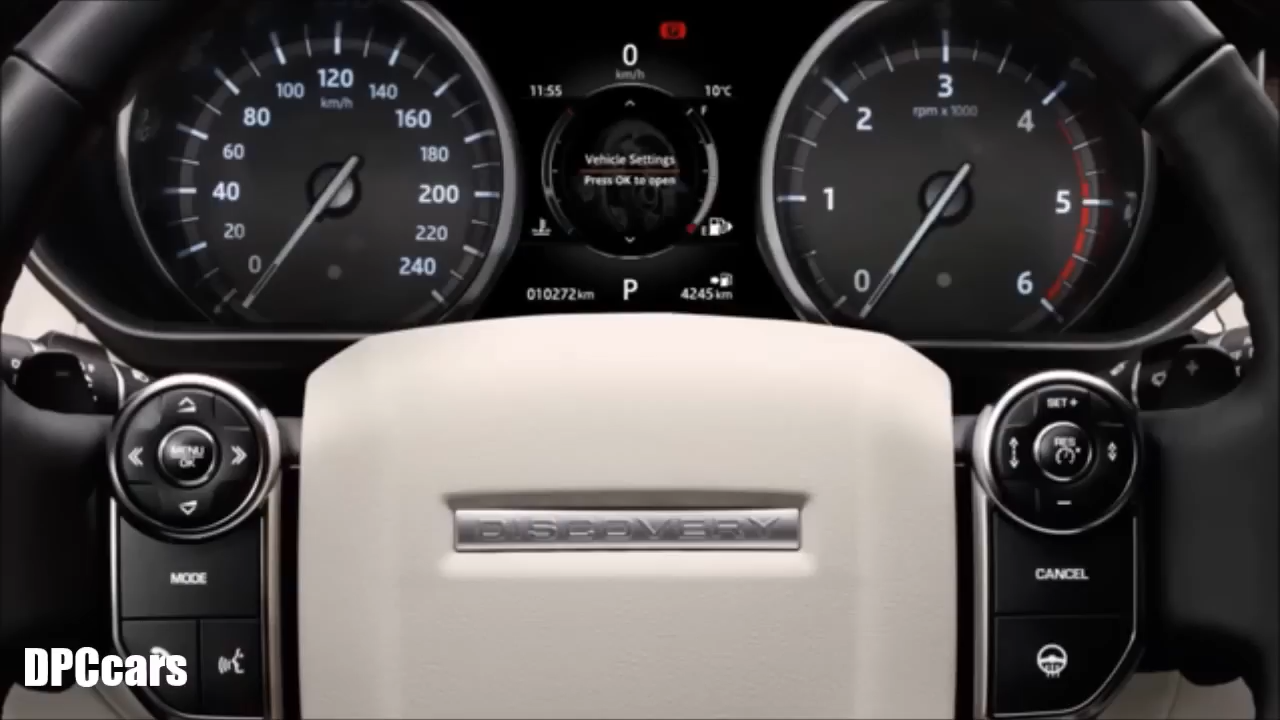 0
km/h
11:55
10°C
F
Vehicle Settings
Press OK to open
E
010272km
P
4245 km
0
20
40
60
80
100
120
km/h
140
160
180
200
220
240
0
1
2
3
rpm x 1000
4
5
6
MENU
OK
MODE
DISCOVERY
SET +
RES
−
CANCEL
DPCcars